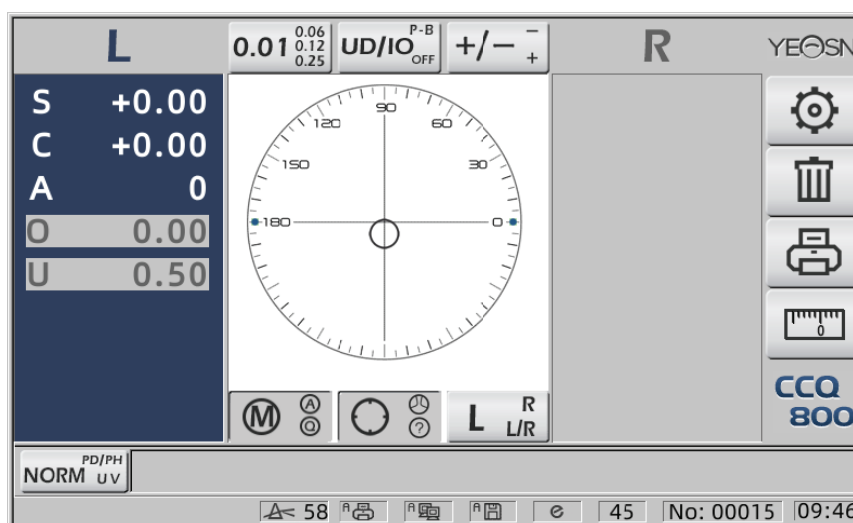 L
0.01 0.06 0.12 0.25
UD/IO P-B OFF
+/- - +
R
YEOSN
S +0.00
C +0.00
A 0
O 0.00
U 0.50
90
120
60
150
30
180
0
0
M A Q
?
L R L/R
CCQ
800
NORM PD/PH UV
58
A
A
A
e
45
No: 00015
09:46